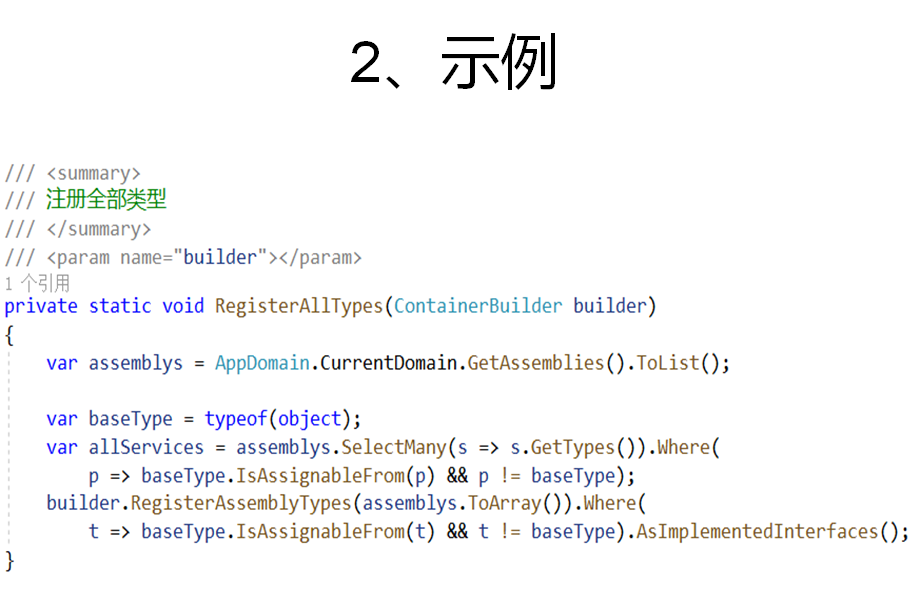 2、示例
/// <summary>
/// 注册全部类型
/// </summary>
/// <param name="builder"></param>
1 个引用
private static void RegisterAllTypes(ContainerBuilder builder)
{
    var assemblys = AppDomain.CurrentDomain.GetAssemblies().ToList();
    var baseType = typeof(object);
    var allServices = assemblys.SelectMany(s => s.GetTypes()).Where(
        p => baseType.IsAssignableFrom(p) && p != baseType);
    builder.RegisterAssemblyTypes(assemblys.ToArray()).Where(
        t => baseType.IsAssignableFrom(t) && t != baseType).AsImplementedInterfaces();
}